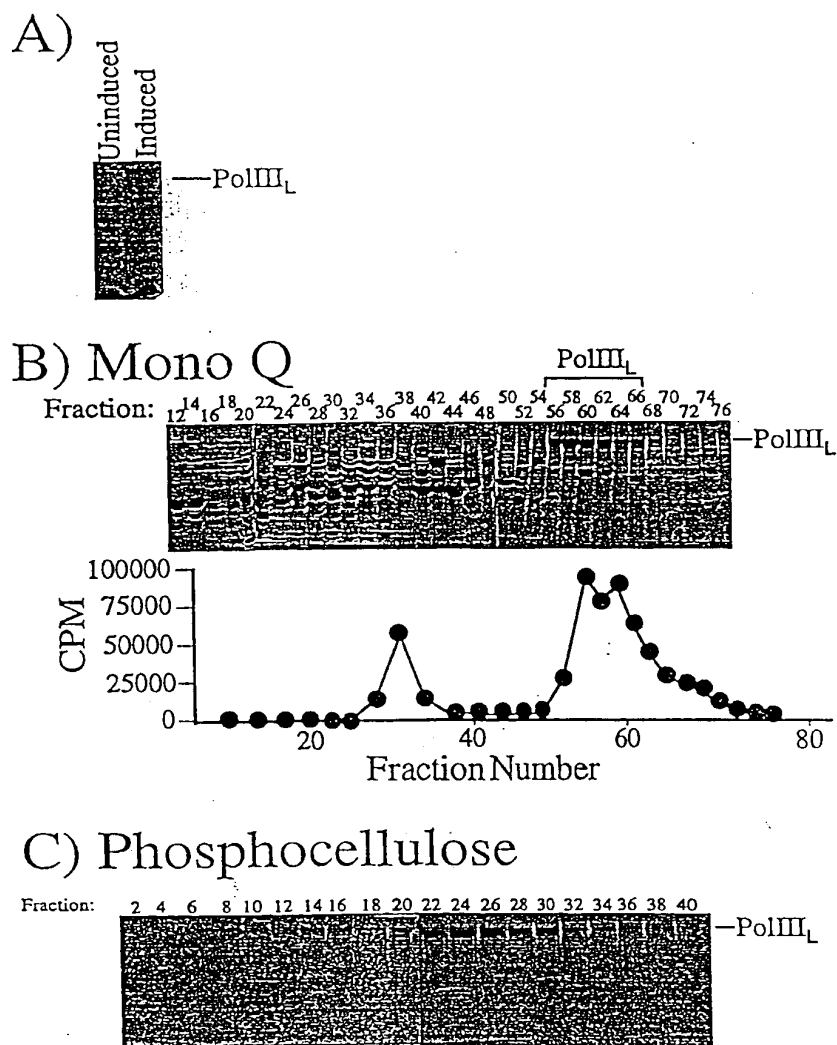 A)
Uninduced
Induced
PolIII_L
B) Mono Q
PolIII_L
Fraction: 12 14 16 18 20 22 24 26 28 30 32 34 36 38 40 42 44 46 48 50 52 54 56 58 60 62 64 66 68 70 72 74 76
PolIII_L
100000
75000
50000
25000
0
CPM
20 40 60 80
Fraction Number
C) Phosphocellulose
Fraction: 2 4 6 8 10 12 14 16 18 20 22 24 26 28 30 32 34 36 38 40
PolIII_L